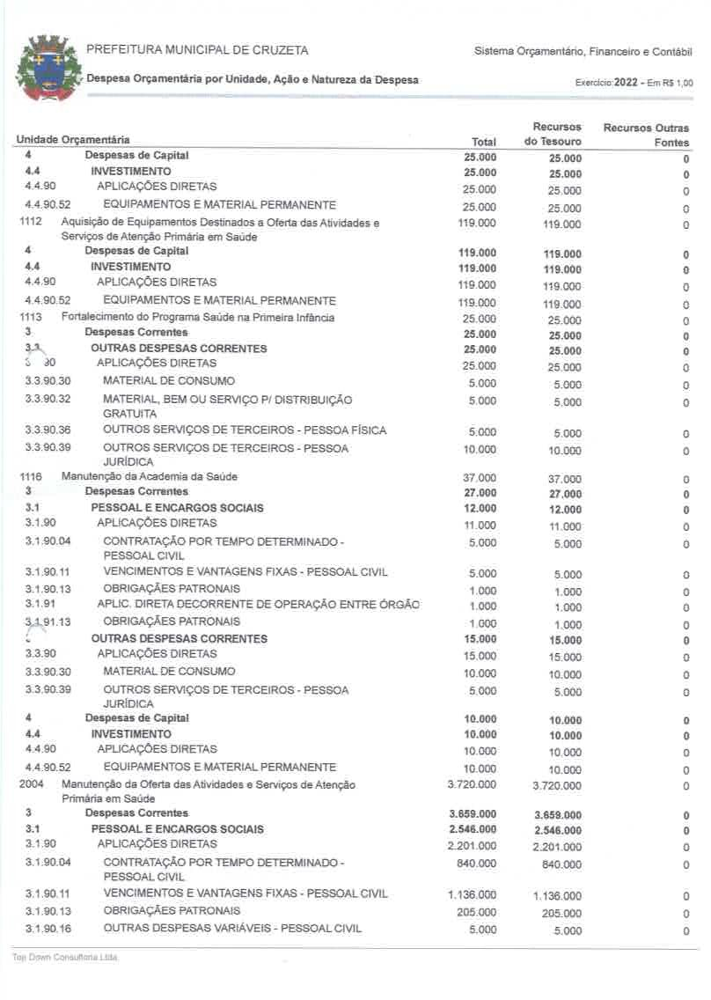 PREFEITURA MUNICIPAL DE CRUZETA
Sistema Orçamentário, Financeiro e Contábil
Despesa Orçamentária por Unidade, Ação e Natureza da Despesa
Exercício:2022 - Em R$ 1,00
Unidade Orçamentária Total Recursos do Tesouro Recursos Outras Fontes
4 Despesas de Capital 25.000 25.000 0
4.4 INVESTIMENTO 25.000 25.000 0
4.4.90 APLICAÇÕES DIRETAS 25.000 25.000 0
4.4.90.52 EQUIPAMENTOS E MATERIAL PERMANENTE 25.000 25.000 0
1112 Aquisição de Equipamentos Destinados a Oferta das Atividades e 119.000 119.000 0
Serviços de Atenção Primária em Saúde
4 Despesas de Capital 119.000 119.000 0
4.4 INVESTIMENTO 119.000 119.000 0
4.4.90 APLICAÇÕES DIRETAS 119.000 119.000 0
4.4.90.52 EQUIPAMENTOS E MATERIAL PERMANENTE 119.000 119.000 0
1113 Fortalecimento do Programa Saúde na Primeira Infância 25.000 25.000 0
3 Despesas Correntes 25.000 25.000 0
3.3 OUTRAS DESPESAS CORRENTES 25.000 25.000 0
90 APLICAÇÕES DIRETAS 25.000 25.000 0
3.3.90.30 MATERIAL DE CONSUMO 5.000 5.000 0
3.3.90.32 MATERIAL, BEM OU SERVIÇO P/ DISTRIBUIÇÃO 5.000 5.000 0
GRATUITA
3.3.90.36 OUTROS SERVIÇOS DE TERCEIROS - PESSOA FÍSICA 5.000 5.000 0
3.3.90.39 OUTROS SERVIÇOS DE TERCEIROS - PESSOA 10.000 10.000 0
JURÍDICA
1116 Manutenção da Academia da Saúde 37.000 37.000 0
3 Despesas Correntes 27.000 27.000 0
3.1 PESSOAL E ENCARGOS SOCIAIS 12.000 12.000 0
3.1.90 APLICAÇÕES DIRETAS 11.000 11.000 0
3.1.90.04 CONTRATAÇÃO POR TEMPO DETERMINADO - 5.000 5.000 0
PESSOAL CIVIL
3.1.90.11 VENCIMENTOS E VANTAGENS FIXAS - PESSOAL CIVIL 5.000 5.000 0
3.1.90.13 OBRIGAÇÃES PATRONAIS 1.000 1.000 0
3.1.91 APLIC. DIRETA DECORRENTE DE OPERAÇÃO ENTRE ÓRGÃO 1.000 1.000 0
3.1.91.13 OBRIGAÇÃES PATRONAIS 1.000 1.000 0
OUTRAS DESPESAS CORRENTES 15.000 15.000 0
3.3.90 APLICAÇÕES DIRETAS 15.000 15.000 0
3.3.90.30 MATERIAL DE CONSUMO 10.000 10.000 0
3.3.90.39 OUTROS SERVIÇOS DE TERCEIROS - PESSOA 5.000 5.000 0
JURÍDICA
4 Despesas de Capital 10.000 10.000 0
4.4 INVESTIMENTO 10.000 10.000 0
4.4.90 APLICAÇÕES DIRETAS 10.000 10.000 0
4.4.90.52 EQUIPAMENTOS E MATERIAL PERMANENTE 10.000 10.000 0
2004 Manutenção da Oferta das Atividades e Serviços de Atenção 3.720.000 3.720.000 0
Primária em Saúde
3 Despesas Correntes 3.659.000 3.659.000 0
3.1 PESSOAL E ENCARGOS SOCIAIS 2.546.000 2.546.000 0
3.1.90 APLICAÇÕES DIRETAS 2.201.000 2.201.000 0
3.1.90.04 CONTRATAÇÃO POR TEMPO DETERMINADO - 840.000 840.000 0
PESSOAL CIVIL
3.1.90.11 VENCIMENTOS E VANTAGENS FIXAS - PESSOAL CIVIL 1.136.000 1.136.000 0
3.1.90.13 OBRIGAÇÃES PATRONAIS 205.000 205.000 0
3.1.90.16 OUTRAS DESPESAS VARIÁVEIS - PESSOAL CIVIL 5.000 5.000 0
Top Down Consultoria Ltda.